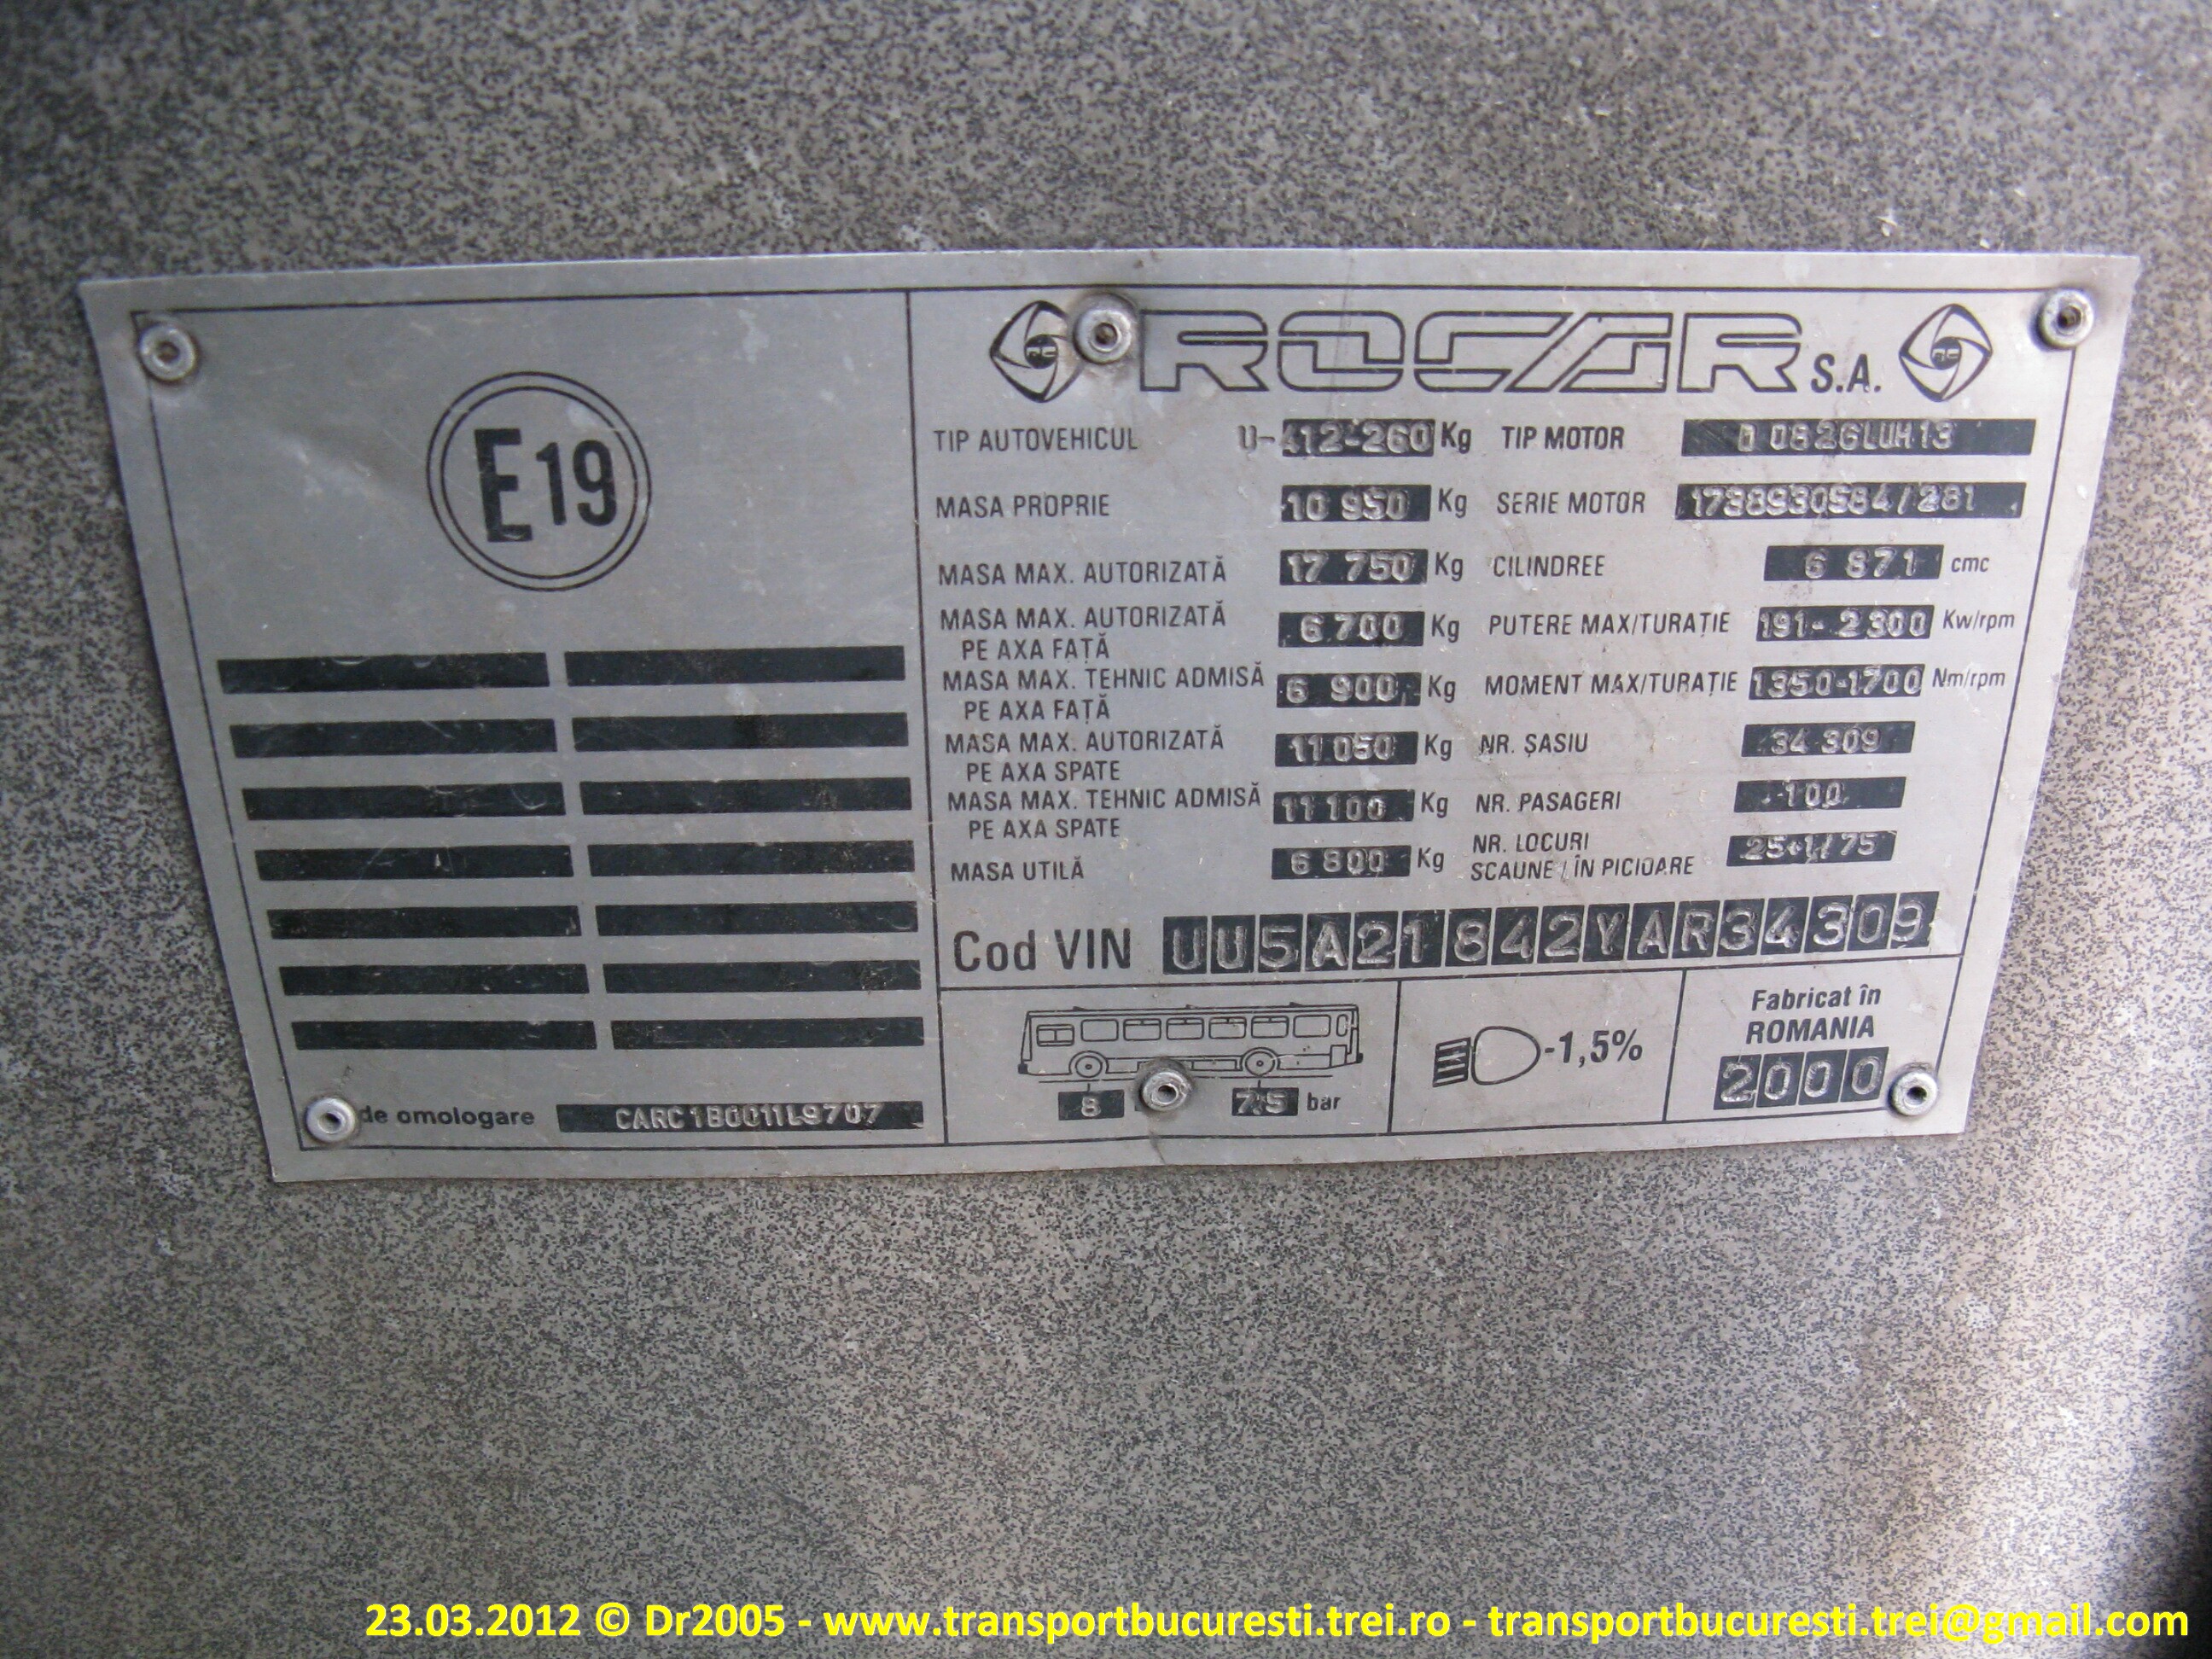 E19
de omologare CARC1B0011L9707
ROCAR S.A.
TIP AUTOVEHICUL U-412-260 Kg TIP MOTOR D 0826LUH13
MASA PROPRIE 10 950 Kg SERIE MOTOR 1738930584/281
MASA MAX. AUTORIZATĂ 17 750 Kg CILINDREE 6 871 cmc
MASA MAX. AUTORIZATĂ
PE AXA FAȚĂ 6 700 Kg PUTERE MAX/TURAȚIE 191-2300 Kw/rpm
MASA MAX. TEHNIC ADMISĂ
PE AXA FAȚĂ 6 900 Kg MOMENT MAX/TURAȚIE 1350-1700 Nm/rpm
MASA MAX. AUTORIZATĂ
PE AXA SPATE 11 050 Kg NR. ȘASIU 34 309
MASA MAX. TEHNIC ADMISĂ
PE AXA SPATE 11 100 Kg NR. PASAGERI 100
MASA UTILĂ 6 800 Kg NR. LOCURI
SCAUNE / ÎN PICIOARE 25+1/75
Cod VIN UU5A21842YAR34309
8 7.5 bar
-1,5%
Fabricat în
ROMANIA
2000
23.03.2012 © Dr2005 - www.transportbucuresti.trei.ro - transportbucuresti.trei@gmail.com